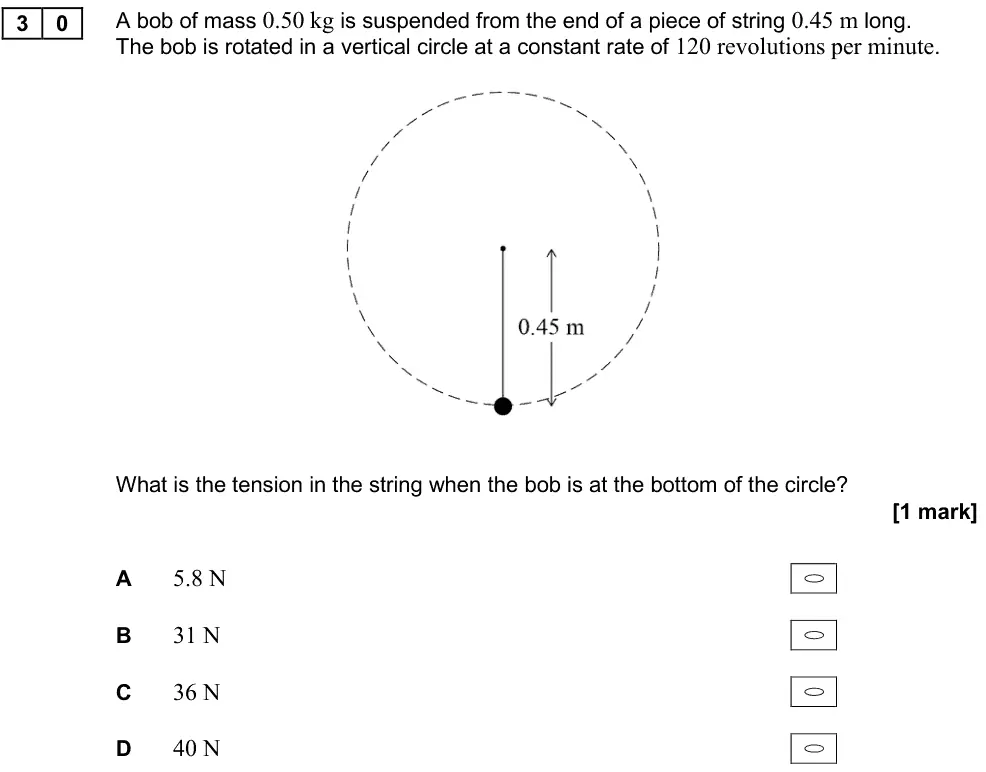 3 0 A bob of mass 0.50 kg is suspended from the end of a piece of string 0.45 m long.
The bob is rotated in a vertical circle at a constant rate of 120 revolutions per minute.
0.45 m
What is the tension in the string when the bob is at the bottom of the circle?
[1 mark]
A 5.8 N
B 31 N
C 36 N
D 40 N